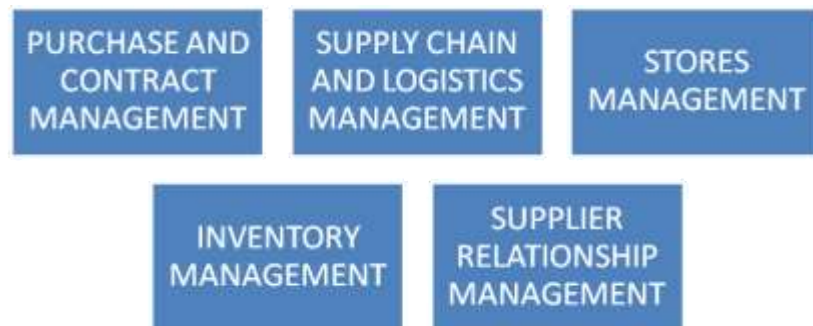 PURCHASE AND
CONTRACT
MANAGEMENT
SUPPLY CHAIN
AND LOGISTICS
MANAGEMENT
STORES
MANAGEMENT
INVENTORY
MANAGEMENT
SUPPLIER
RELATIONSHIP
MANAGEMENT